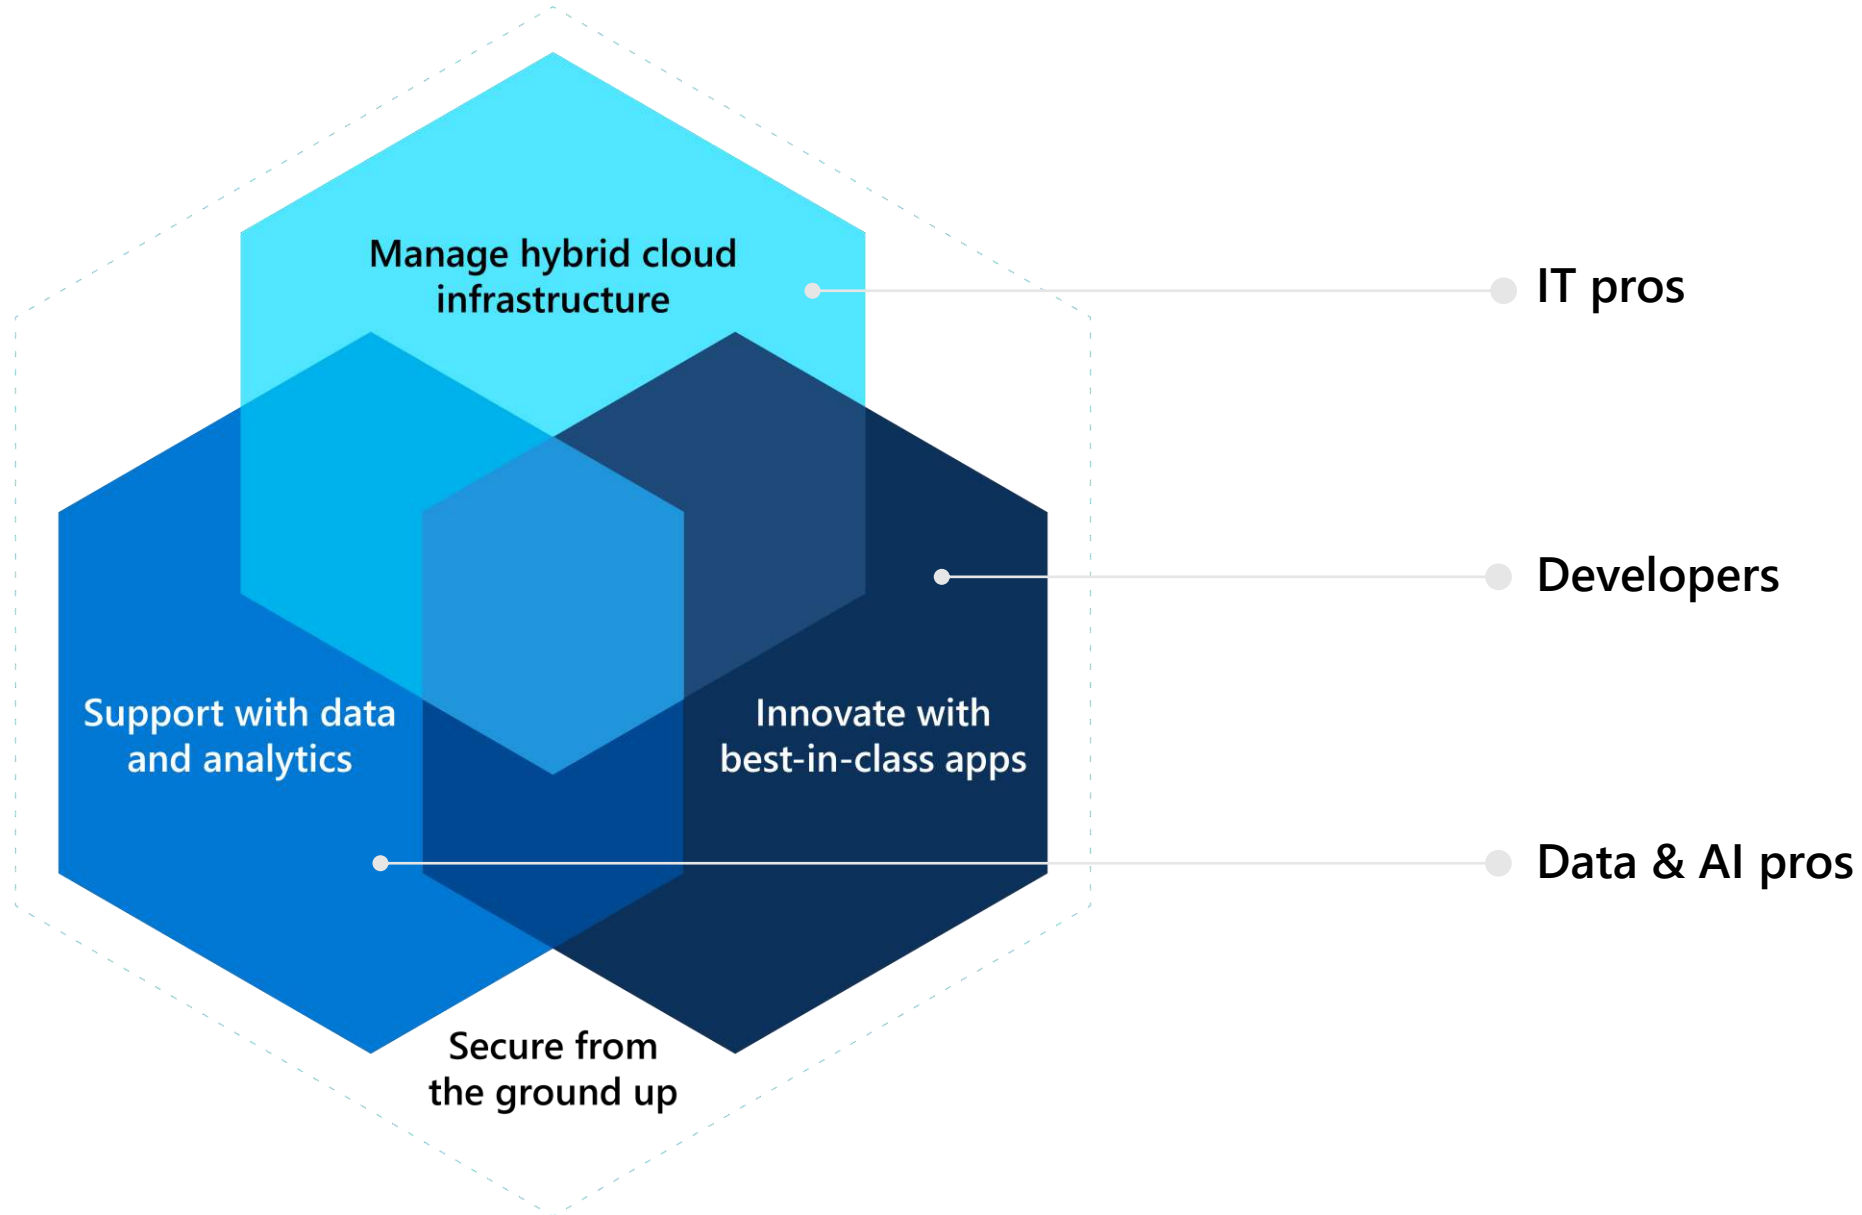 Manage hybrid cloud
infrastructure
IT pros
Developers
Support with data
and analytics
Innovate with
best-in-class apps
Data & AI pros
Secure from
the ground up